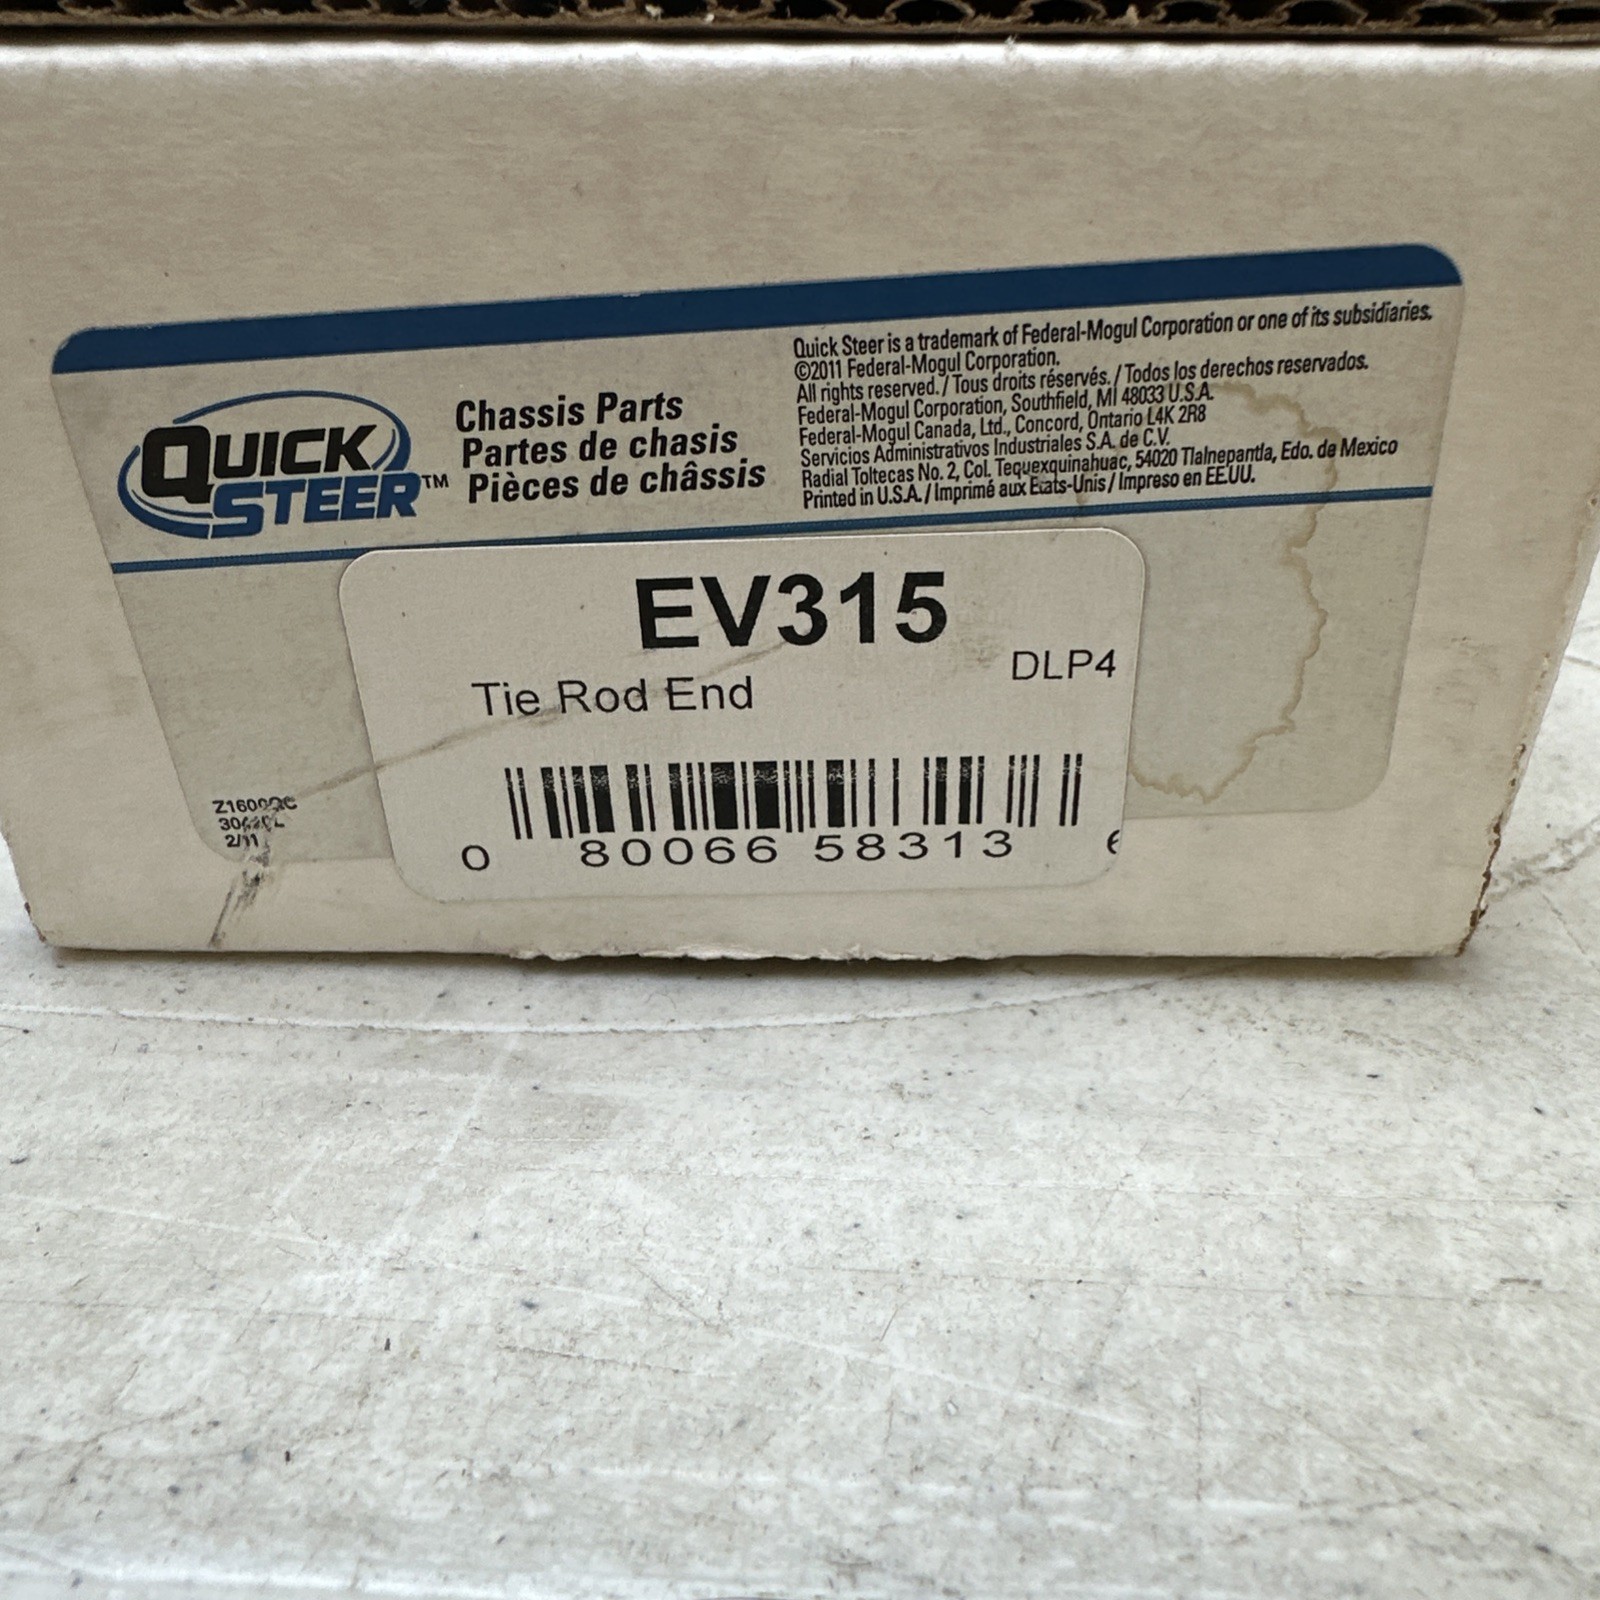 QUICK
STEER™
Chassis Parts
Partes de chasis
Pièces de châssis
Quick Steer is a trademark of Federal-Mogul Corporation or one of its subsidiaries.
©2011 Federal-Mogul Corporation.
All rights reserved. / Tous droits réservés. / Todos los derechos reservados.
Federal-Mogul Corporation, Southfield, MI 48033 U.S.A.
Federal-Mogul Canada, Ltd., Concord, Ontario L4K 2R8
Servicios Administrativos Industriales S.A. de C.V.
Radial Toltecas No. 2, Col. Tequexquinahuac, 54020 Tlalnepantla, Edo. de Mexico
Printed in U.S.A. / Imprimé aux États-Unis / Impreso en EE.UU.
EV315
DLP4
Tie Rod End
2/11
0 80066 58313 6